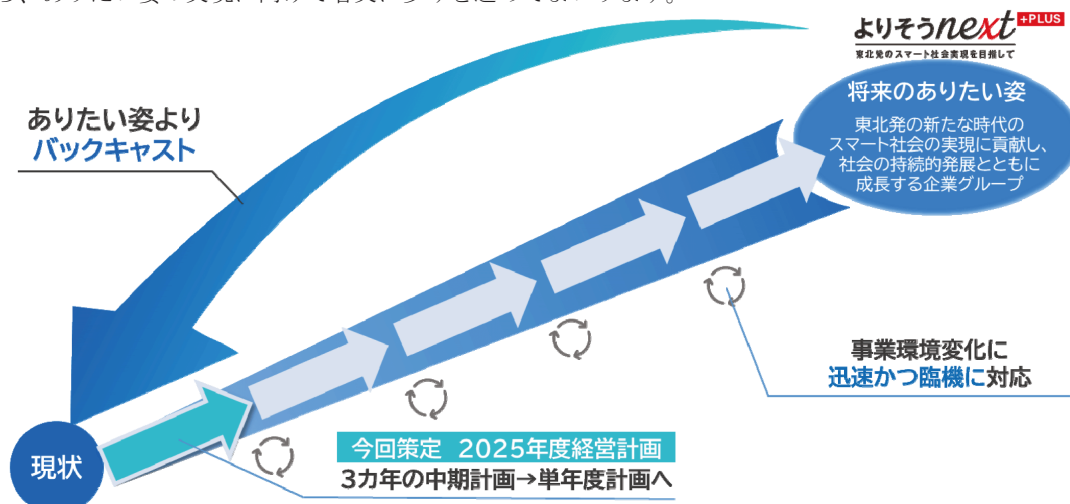 よりそうnext +PLUS
東北発のスマート社会実現を目指して
将来のありたい姿
東北発の新たな時代の
スマート社会の実現に貢献し、
社会の持続的発展とともに
成長する企業グループ
ありたい姿より
バックキャスト
事業環境変化に
迅速かつ臨機に対応
今回策定 2025年度経営計画
3カ年の中期計画→単年度計画へ
現状